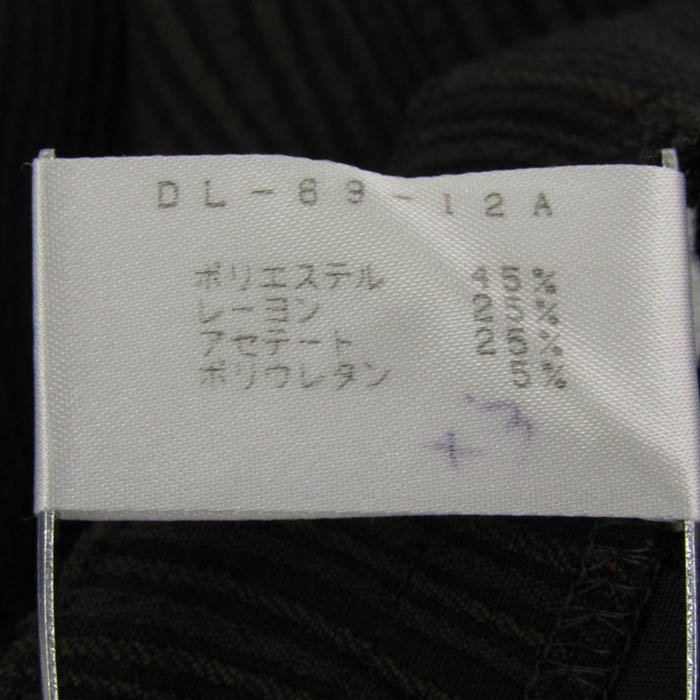 DL-69-12A
ポリエステル 45%
レーヨン 25%
アセテート 25%
ポリウレタン 5%